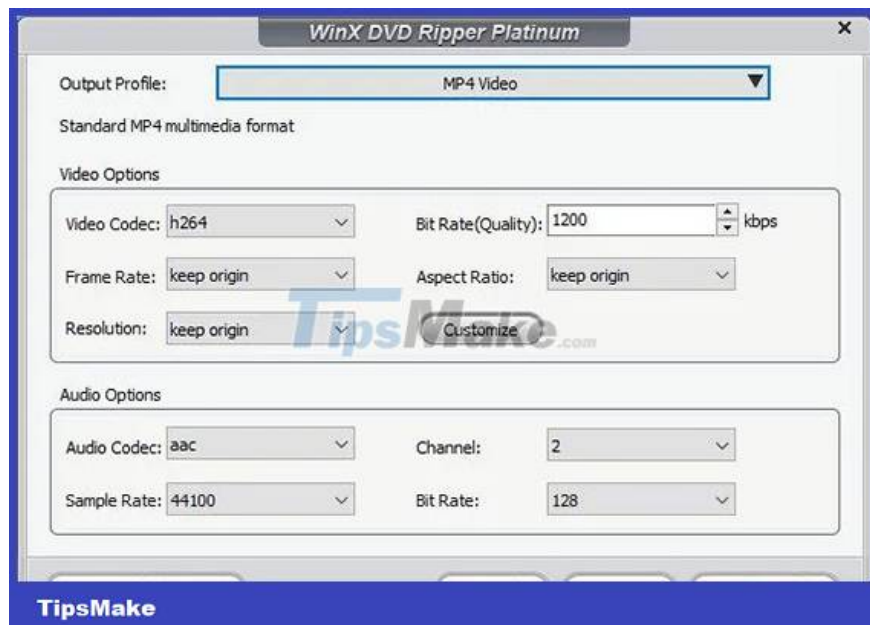 WinX DVD Ripper Platinum
Output Profile: MP4 Video
Standard MP4 multimedia format
Video Options
Video Codec: h264 Bit Rate(Quality): 1200 kbps
Frame Rate: keep origin Aspect Ratio: keep origin
Resolution: keep origin Customize
TipsMake.com
Audio Options
Audio Codec: aac Channel: 2
Sample Rate: 44100 Bit Rate: 128
TipsMake